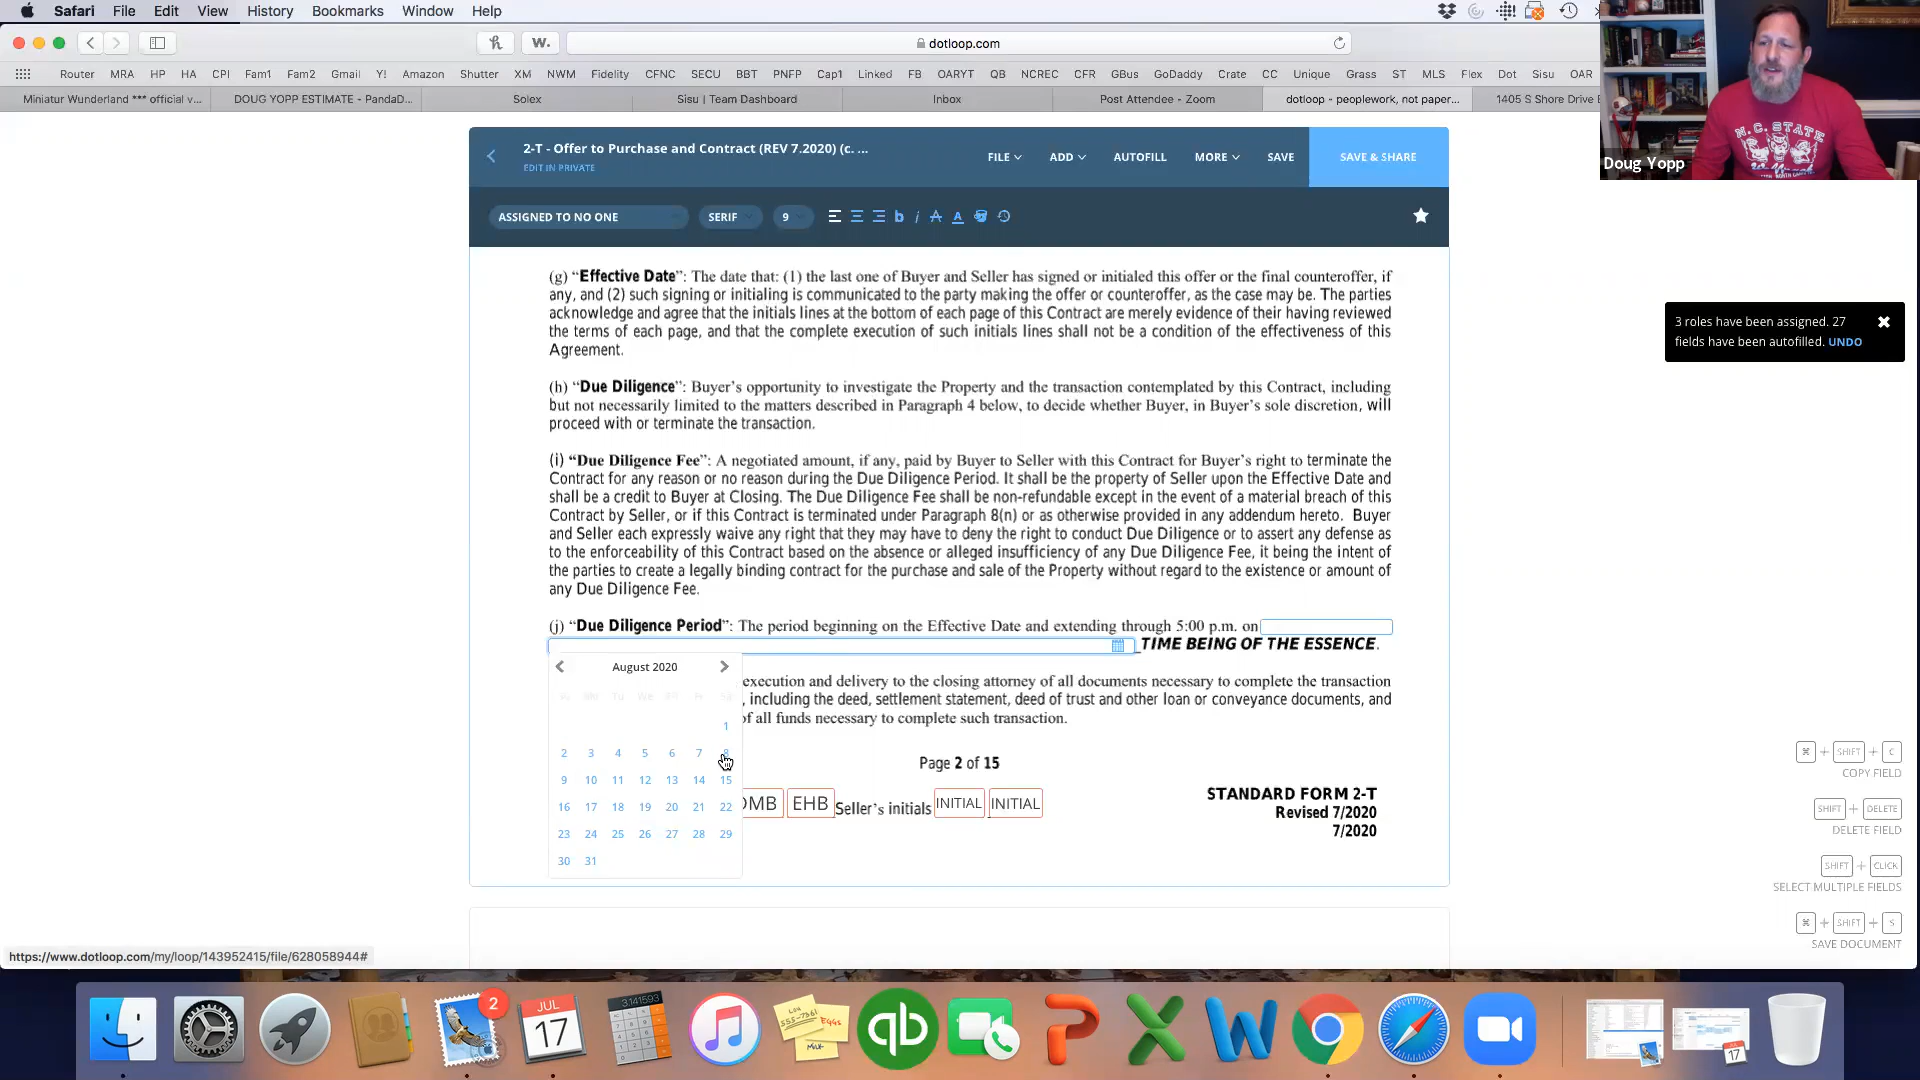 Safari File Edit View History Bookmarks Window Help
dotloop.com
Router MRA HP HA CPI Fam1 Fam2 Gmail Y! Amazon Shutter XM NWM Fidelity CFNC SECU BBT PNFP Cap1 Linked FB OARYT QB NCREC CFR GBus GoDaddy Crate CC Unique Grass ST MLS Flex Dot Sisu OAR
Miniatur Wunderland *** official v... DOUG YOPP ESTIMATE - PandaD... Solex Sisu | Team Dashboard Inbox Post Attendee - Zoom dotloop - peoplework, not paper... 1405 S Shore Drive
N.C. STATE
Doug Yopp
2-T - Offer to Purchase and Contract (REV 7.2020) (c. ...
EDIT IN PRIVATE
FILE ADD AUTOFILL MORE SAVE SAVE & SHARE
ASSIGNED TO NO ONE SERIF 9 b i A A
(g) “Effective Date”: The date that: (1) the last one of Buyer and Seller has signed or initialed this offer or the final counteroffer, if
any, and (2) such signing or initialing is communicated to the party making the offer or counteroffer, as the case may be. The parties
acknowledge and agree that the initials lines at the bottom of each page of this Contract are merely evidence of their having reviewed
the terms of each page, and that the complete execution of such initials lines shall not be a condition of the effectiveness of this
Agreement.
3 roles have been assigned. 27
fields have been autofilled. UNDO
(h) “Due Diligence”: Buyer’s opportunity to investigate the Property and the transaction contemplated by this Contract, including
but not necessarily limited to the matters described in Paragraph 4 below, to decide whether Buyer, in Buyer’s sole discretion, will
proceed with or terminate the transaction.
(i) “Due Diligence Fee”: A negotiated amount, if any, paid by Buyer to Seller with this Contract for Buyer’s right to terminate the
Contract for any reason or no reason during the Due Diligence Period. It shall be the property of Seller upon the Effective Date and
shall be a credit to Buyer at Closing. The Due Diligence Fee shall be non-refundable except in the event of a material breach of this
Contract by Seller, or if this Contract is terminated under Paragraph 8(n) or as otherwise provided in any addendum hereto. Buyer
and Seller each expressly waive any right that they may have to deny the right to conduct Due Diligence or to assert any defense as
to the enforceability of this Contract based on the absence or alleged insufficiency of any Due Diligence Fee, it being the intent of
the parties to create a legally binding contract for the purchase and sale of the Property without regard to the existence or amount of
any Due Diligence Fee.
(j) “Due Diligence Period”: The period beginning on the Effective Date and extending through 5:00 p.m. on
TIME BEING OF THE ESSENCE.
August 2020
Su Mo Tu We Th Fr Sa
1
2 3 4 5 6 7 8
9 10 11 12 13 14 15
16 17 18 19 20 21 22
23 24 25 26 27 28 29
30 31
execution and delivery to the closing attorney of all documents necessary to complete the transaction
, including the deed, settlement statement, deed of trust and other loan or conveyance documents, and
of all funds necessary to complete such transaction.
Page 2 of 15
OMB EHB Seller’s initials INITIAL INITIAL
STANDARD FORM 2-T
Revised 7/2020
7/2020
⌘ + SHIFT + C
COPY FIELD
SHIFT + DELETE
DELETE FIELD
SHIFT + CLICK
SELECT MULTIPLE FIELDS
⌘ + SHIFT + S
SAVE DOCUMENT
https://www.dotloop.com/my/loop/143952415/file/628058944#
2
JUL
17
3.141593
EGGS
MILK
qb
P X W
17